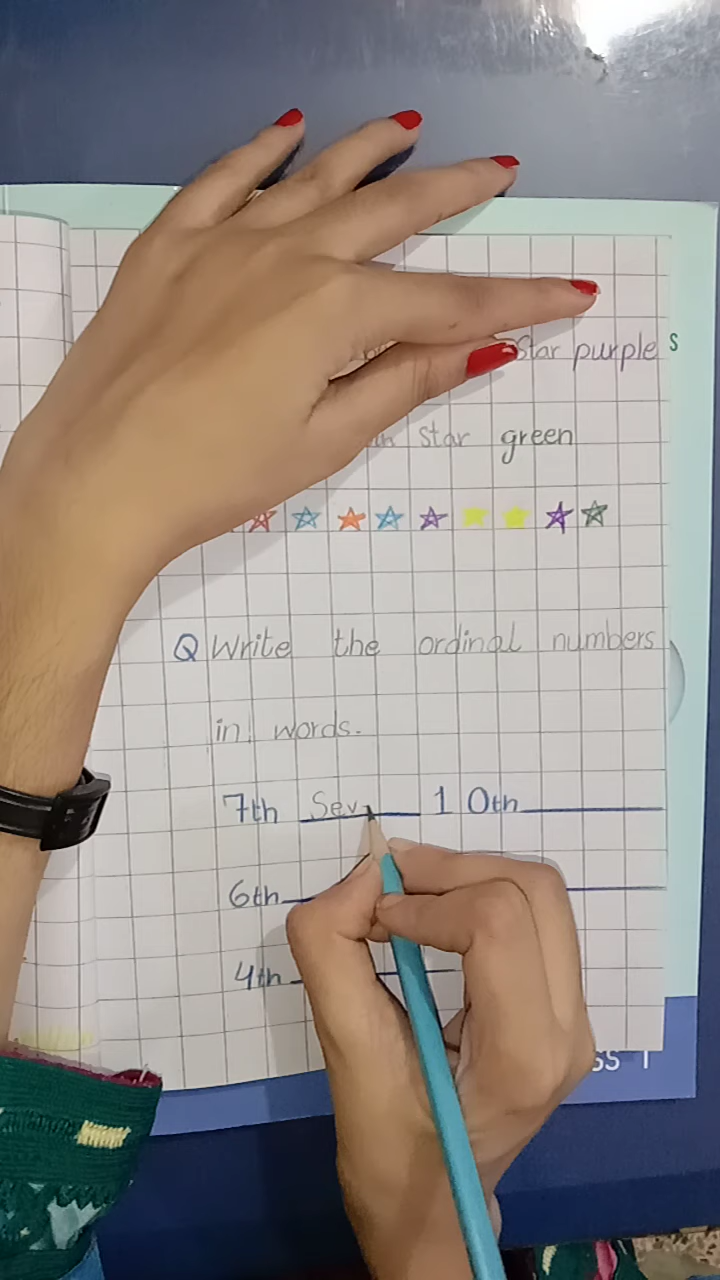 Star purple s
star green
Q Write the ordinal numbers
in words.
7th Sev 10th
6th
4th